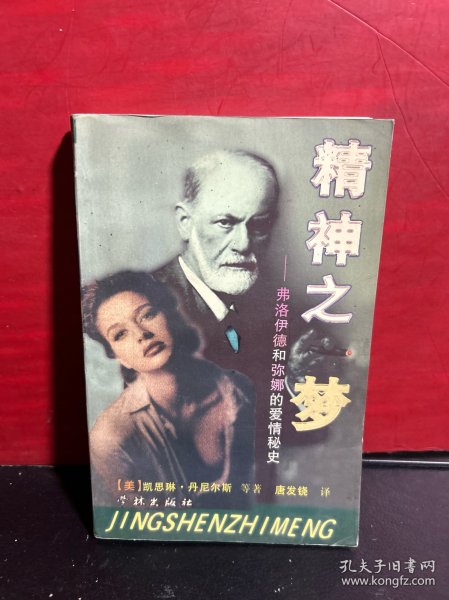 精神之梦
——弗洛伊德和弥娜的爱情秘史
【美】凯思琳·丹尼尔斯 等著 唐发铙 译
学林出版社
JINGSHENZHIMENG
孔夫子旧书网
www.kongfz.com